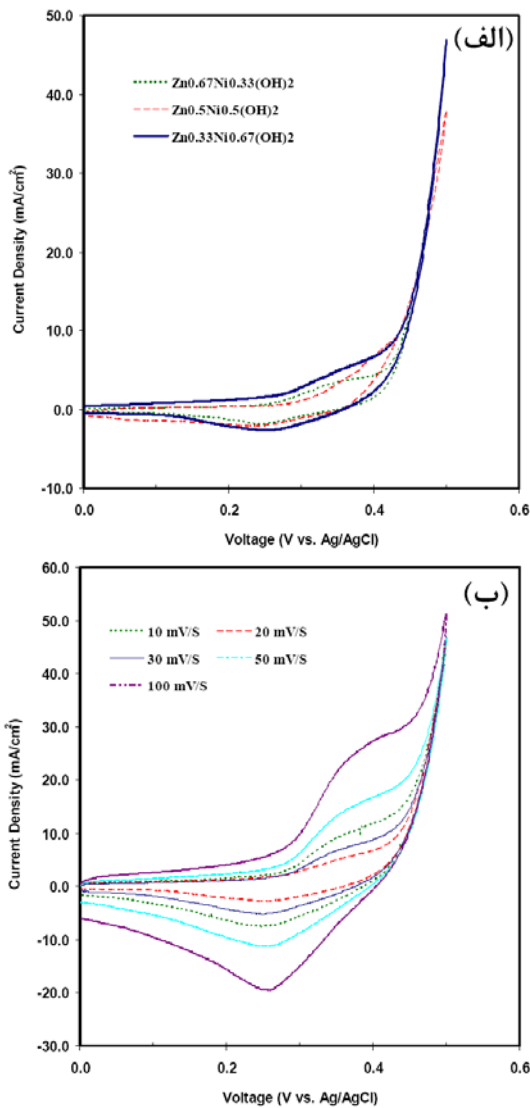 (الف)
50.0
40.0
30.0
20.0
10.0
0.0
-10.0
Current Density (mA/cm²)
Zn0.67Ni0.33(OH)2
Zn0.5Ni0.5(OH)2
Zn0.33Ni0.67(OH)2
0.0 0.2 0.4 0.6
Voltage (V vs. Ag/AgCl)
(ب)
60.0
50.0
40.0
30.0
20.0
10.0
0.0
-10.0
-20.0
-30.0
Current Density (mA/cm²)
10 mV/S 20 mV/S
30 mV/S 50 mV/S
100 mV/S
0.0 0.2 0.4 0.6
Voltage (V vs. Ag/AgCl)